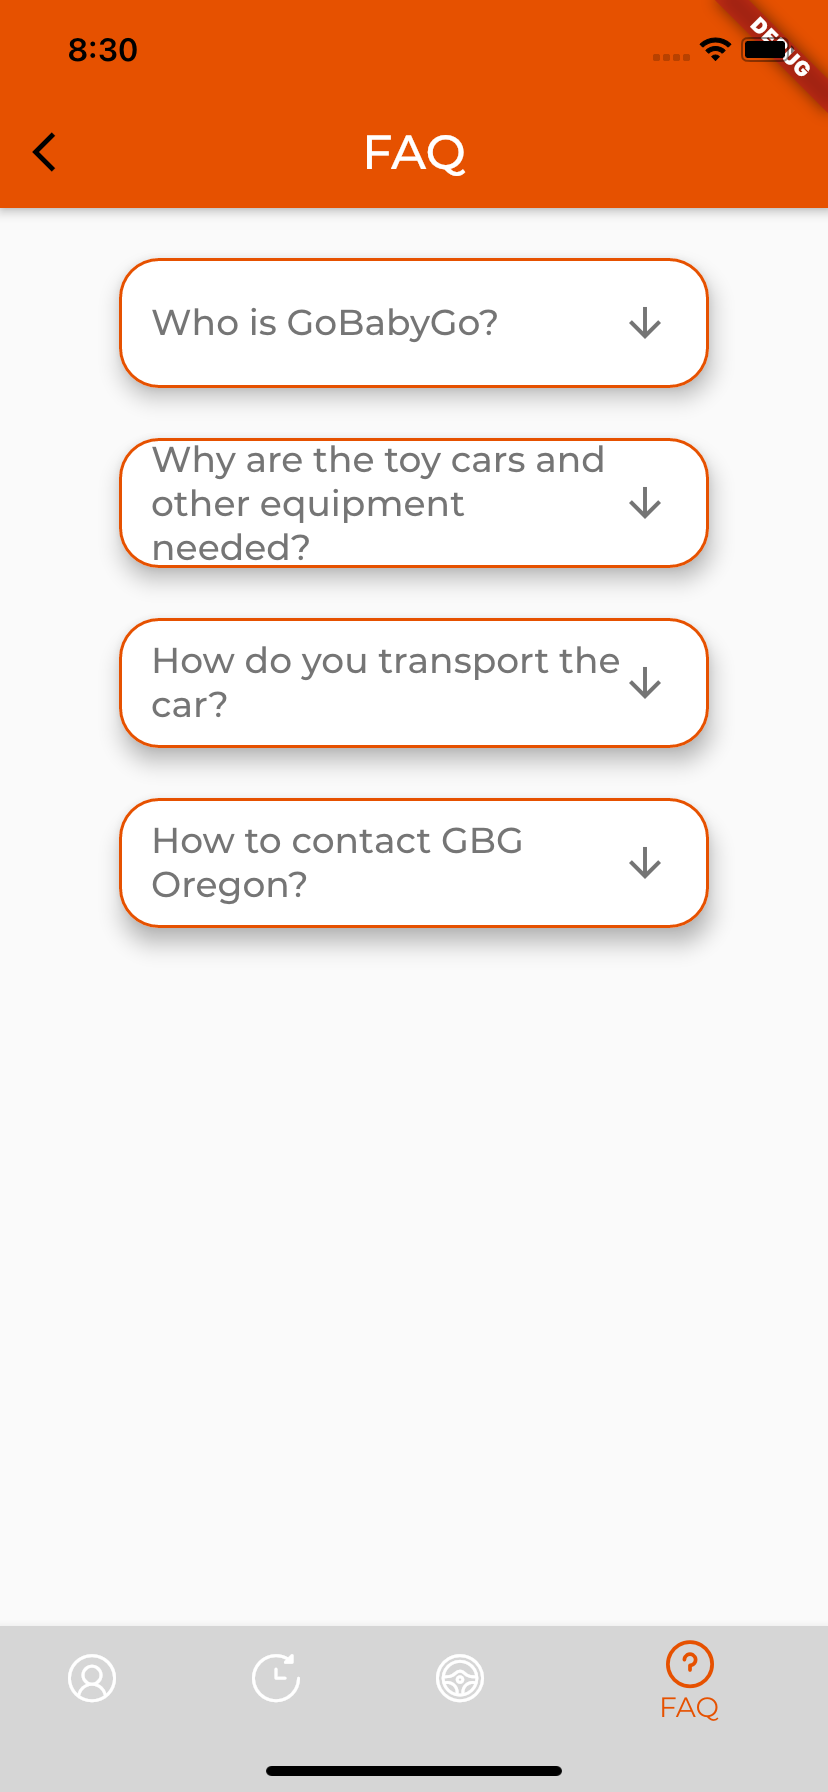 8:30
DEBUG
FAQ
Who is GoBabyGo?
Why are the toy cars and
other equipment
needed?
How do you transport the
car?
How to contact GBG
Oregon?
FAQ